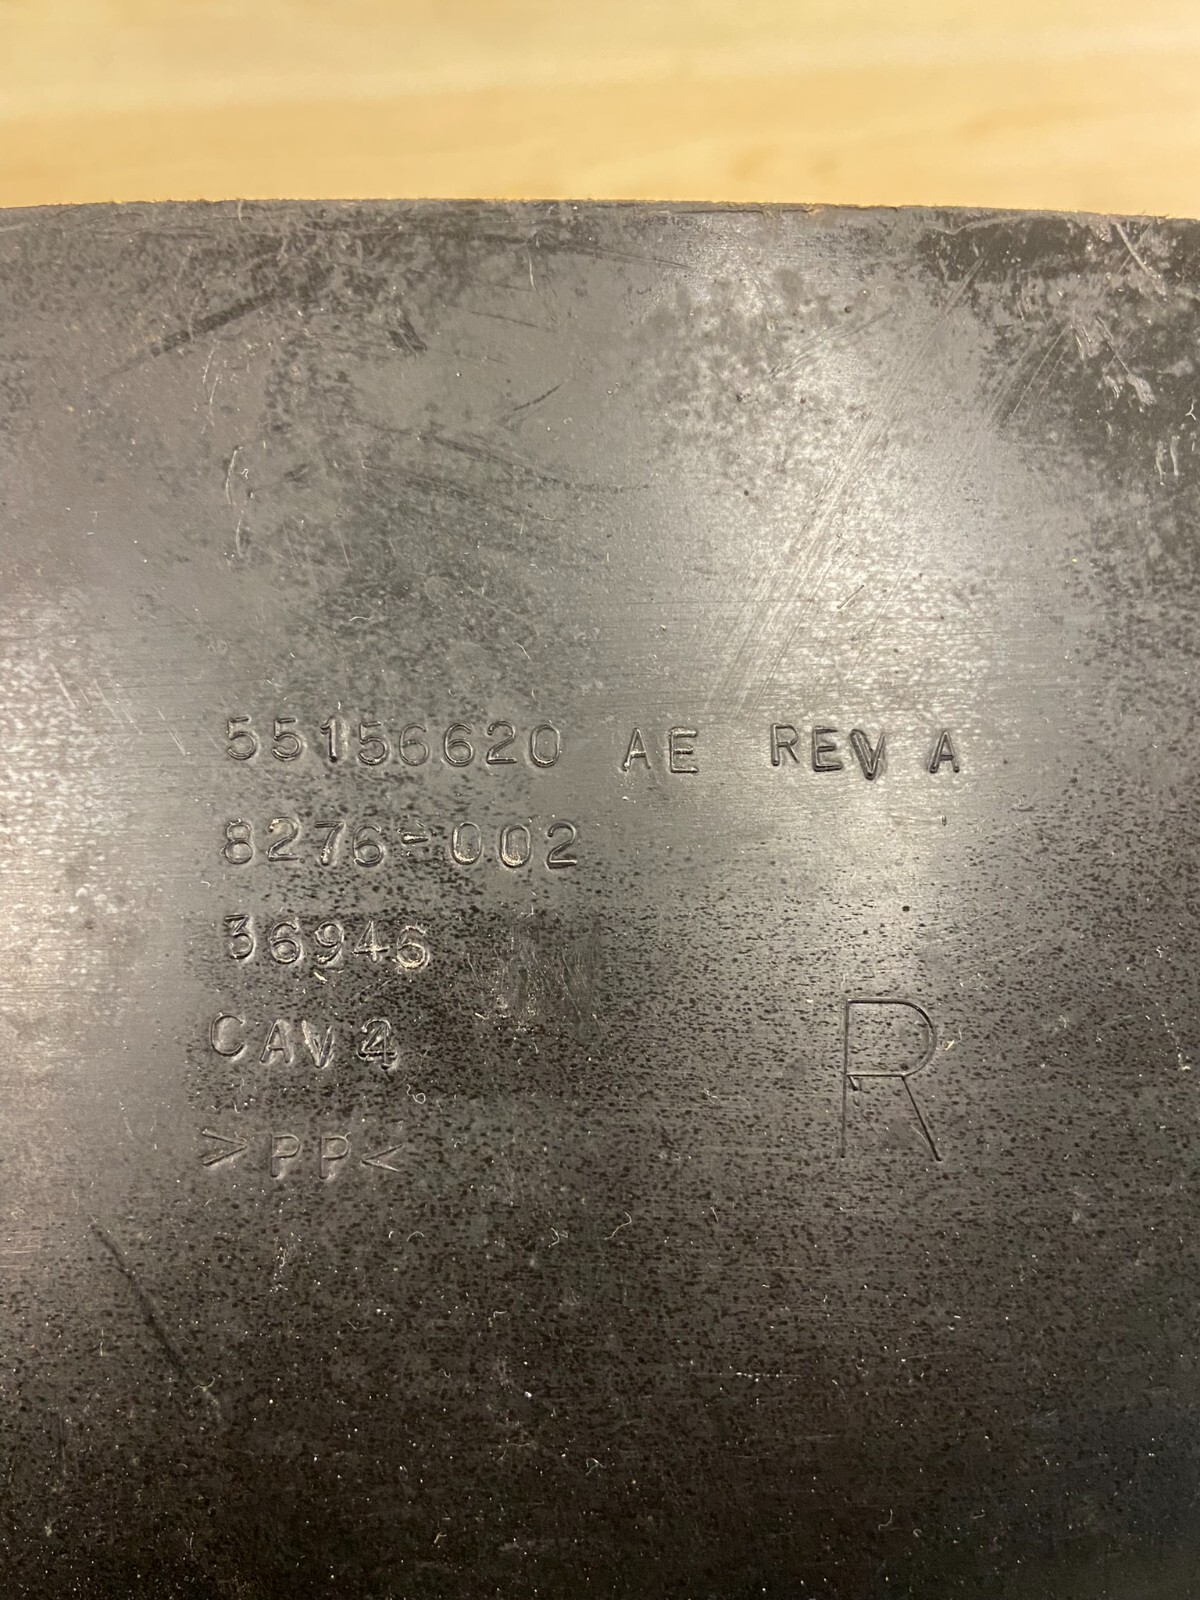 55156620 AE REV A
8276-002
36946
CAV 4
>PP<
R